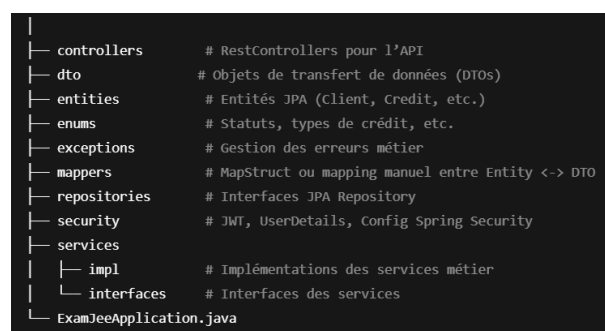 │
├── controllers        # RestControllers pour l’API
├── dto               # Objets de transfert de données (DTOs)
├── entities           # Entités JPA (Client, Credit, etc.)
├── enums              # Statuts, types de crédit, etc.
├── exceptions         # Gestion des erreurs métier
├── mappers            # MapStruct ou mapping manuel entre Entity <-> DTO
├── repositories       # Interfaces JPA Repository
├── security           # JWT, UserDetails, Config Spring Security
├── services
│   ├── impl           # Implémentations des services métier
│   └── interfaces     # Interfaces des services
└── ExamJeeApplication.java